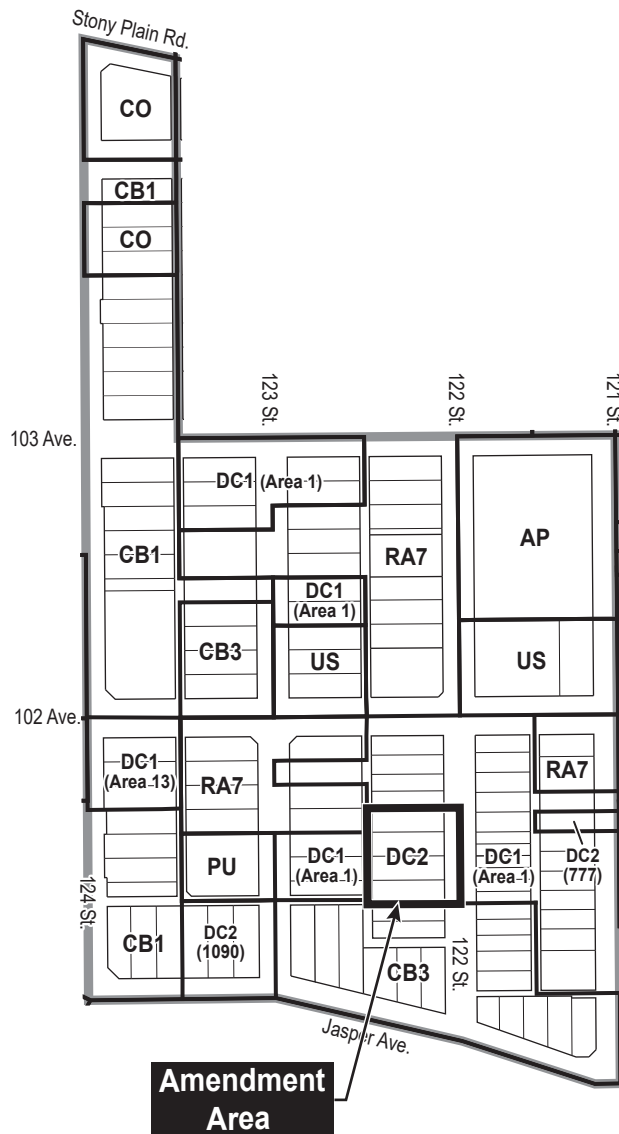 Stony Plain Rd.
CO
CB1
CO
123 St.
122 St.
121 St.
103 Ave.
DC1 (Area 1)
CB1
RA7
AP
DC1
(Area 1)
CB3
US
US
102 Ave.
DC1
(Area 13)
RA7
RA7
PU
DC1
(Area 1)
DC2
DC1
(Area 1)
DC2
(777)
124 St.
CB1
DC2
(1090)
122 St.
CB3
Jasper Ave.
Amendment
Area